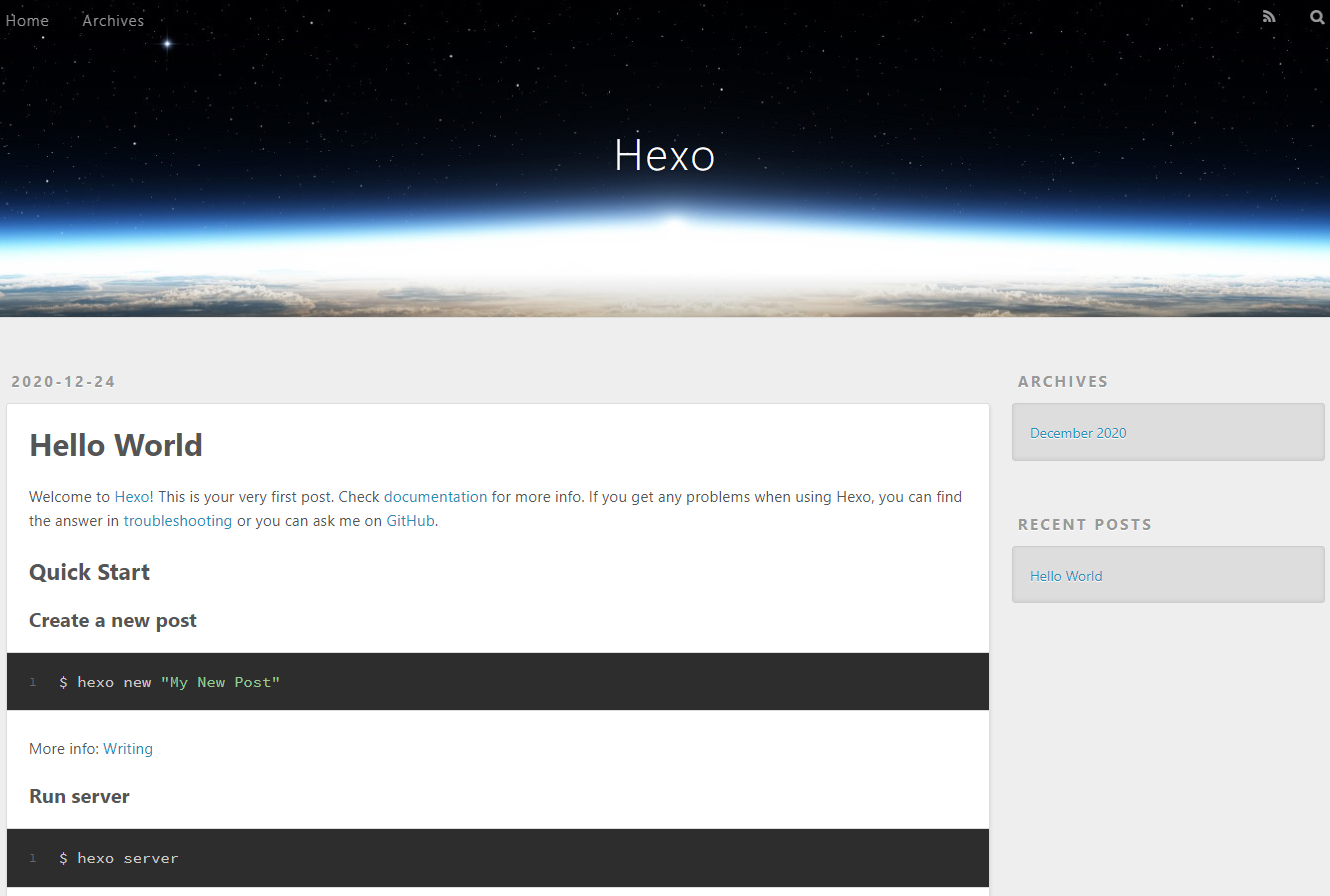 Home Archives
Hexo
2020-12-24
Hello World
Welcome to Hexo! This is your very first post. Check documentation for more info. If you get any problems when using Hexo, you can find
the answer in troubleshooting or you can ask me on GitHub.
Quick Start
Create a new post
1 $ hexo new "My New Post"
More info: Writing
Run server
1 $ hexo server
ARCHIVES
December 2020
RECENT POSTS
Hello World